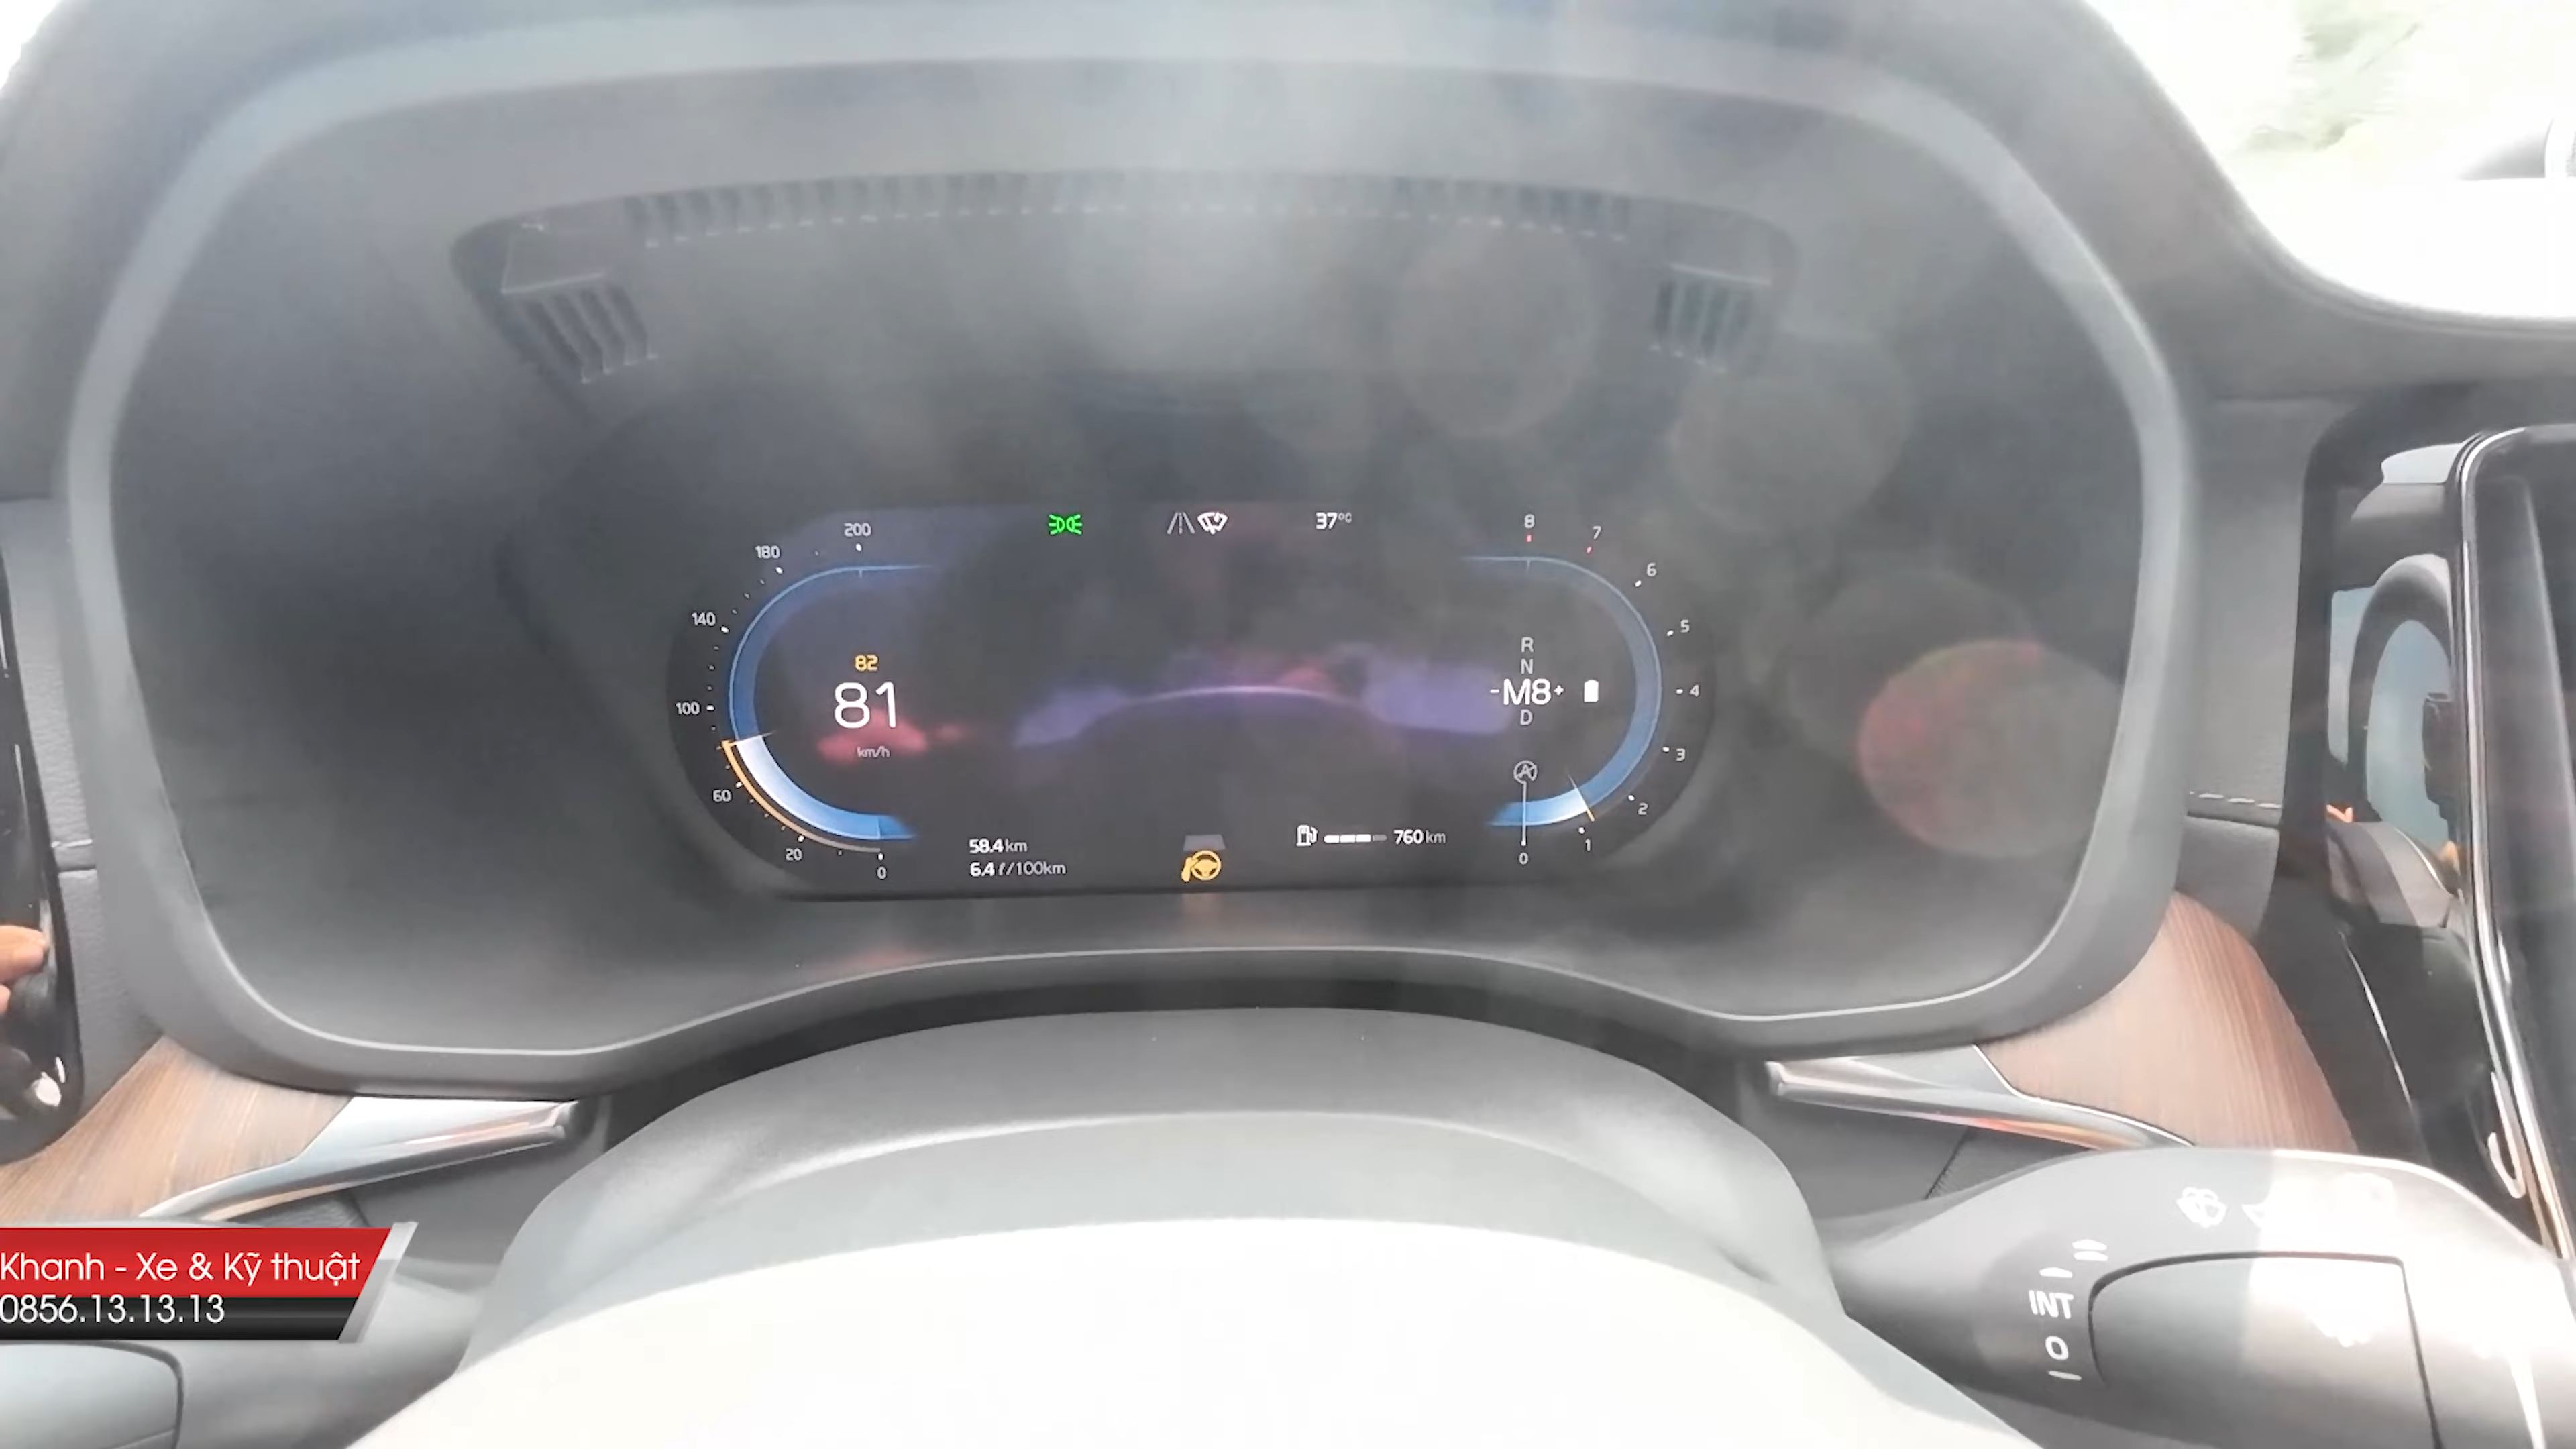 200
180
140
100
60
20
0
82
81
km/h
37°C
8
7
6
5
4
3
2
1
0
R
N
-M8+
D
A
58.4 km
6.4 ℓ/100km
760 km
Khanh - Xe & Kỹ thuật
0856.13.13.13
INT
O